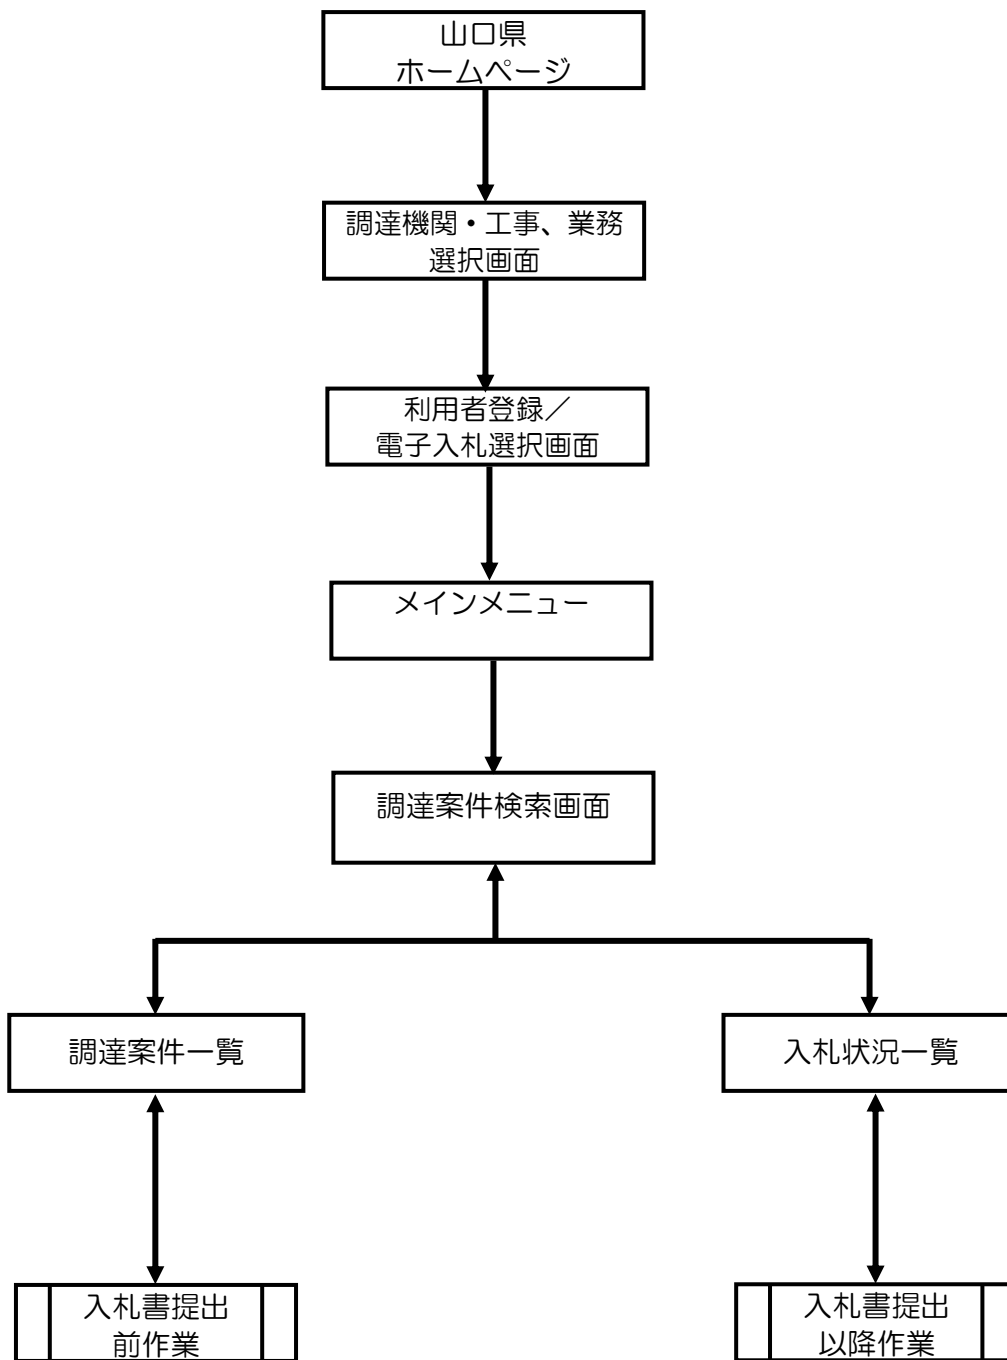 山口県
ホームページ
調達機関・工事、業務
選択画面
利用者登録／
電子入札選択画面
メインメニュー
調達案件検索画面
調達案件一覧
入札状況一覧
入札書提出
前作業
入札書提出
以降作業